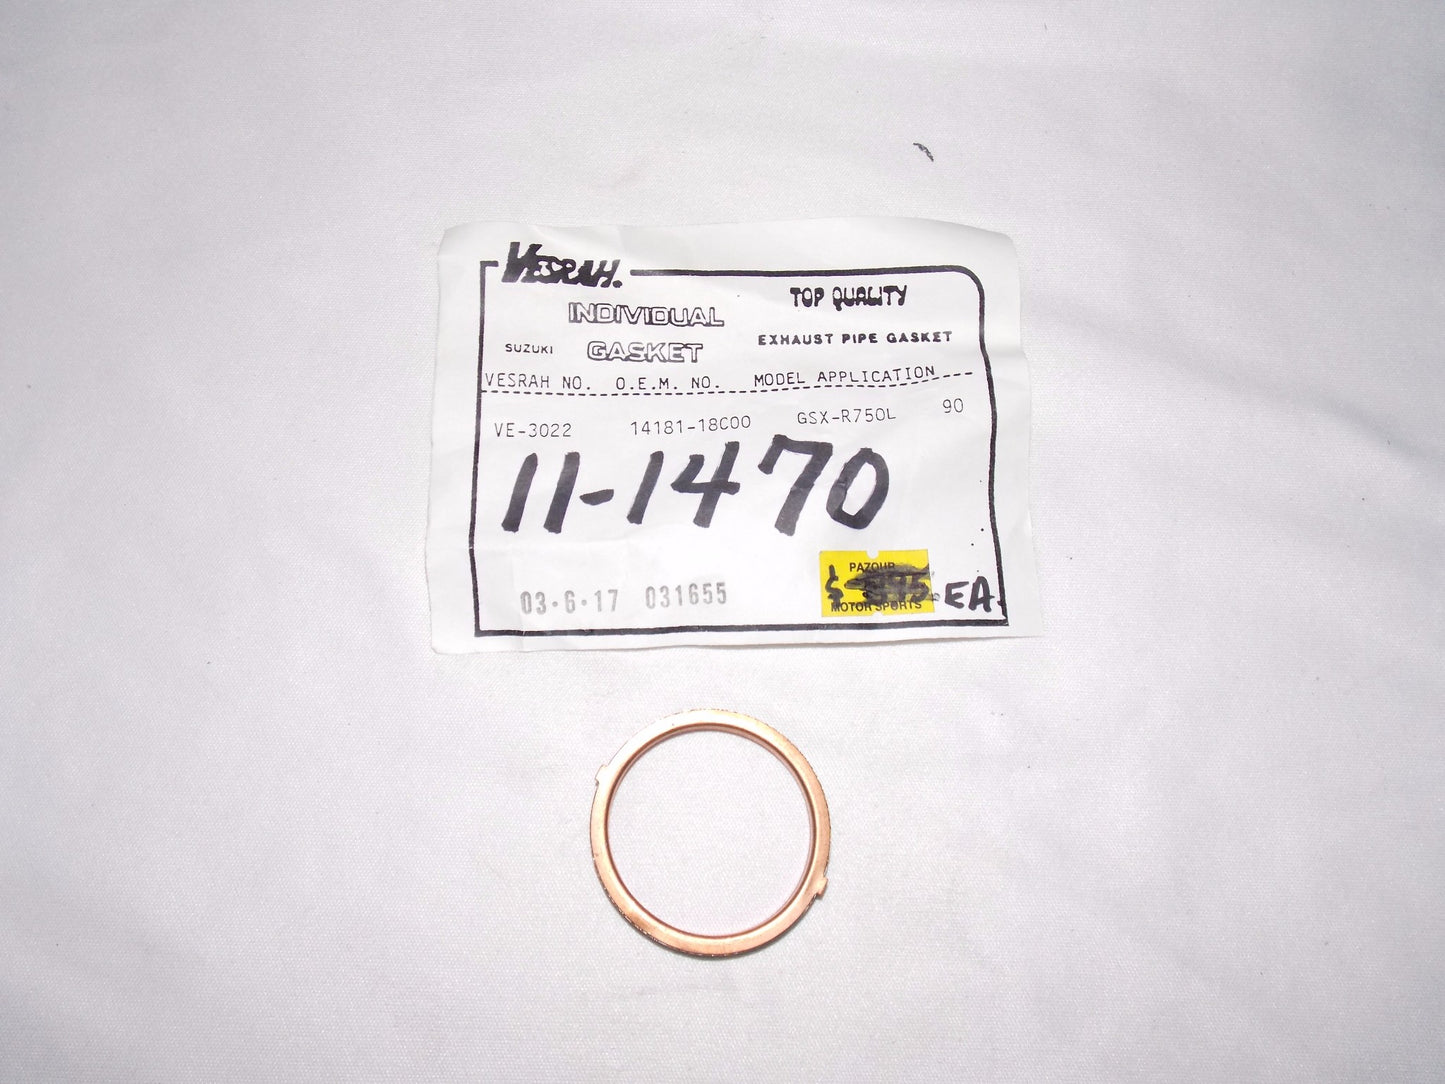 VESRAH.
INDIVIDUAL TOP QUALITY
SUZUKI GASKET EXHAUST PIPE GASKET
VESRAH NO. O.E.M. NO. MODEL APPLICATION
VE-3022 14181-18C00 GSX-R750L 90
11-1470
PAZOUR
$ EA.
MOTOR SPORTS
03·6·17 031655